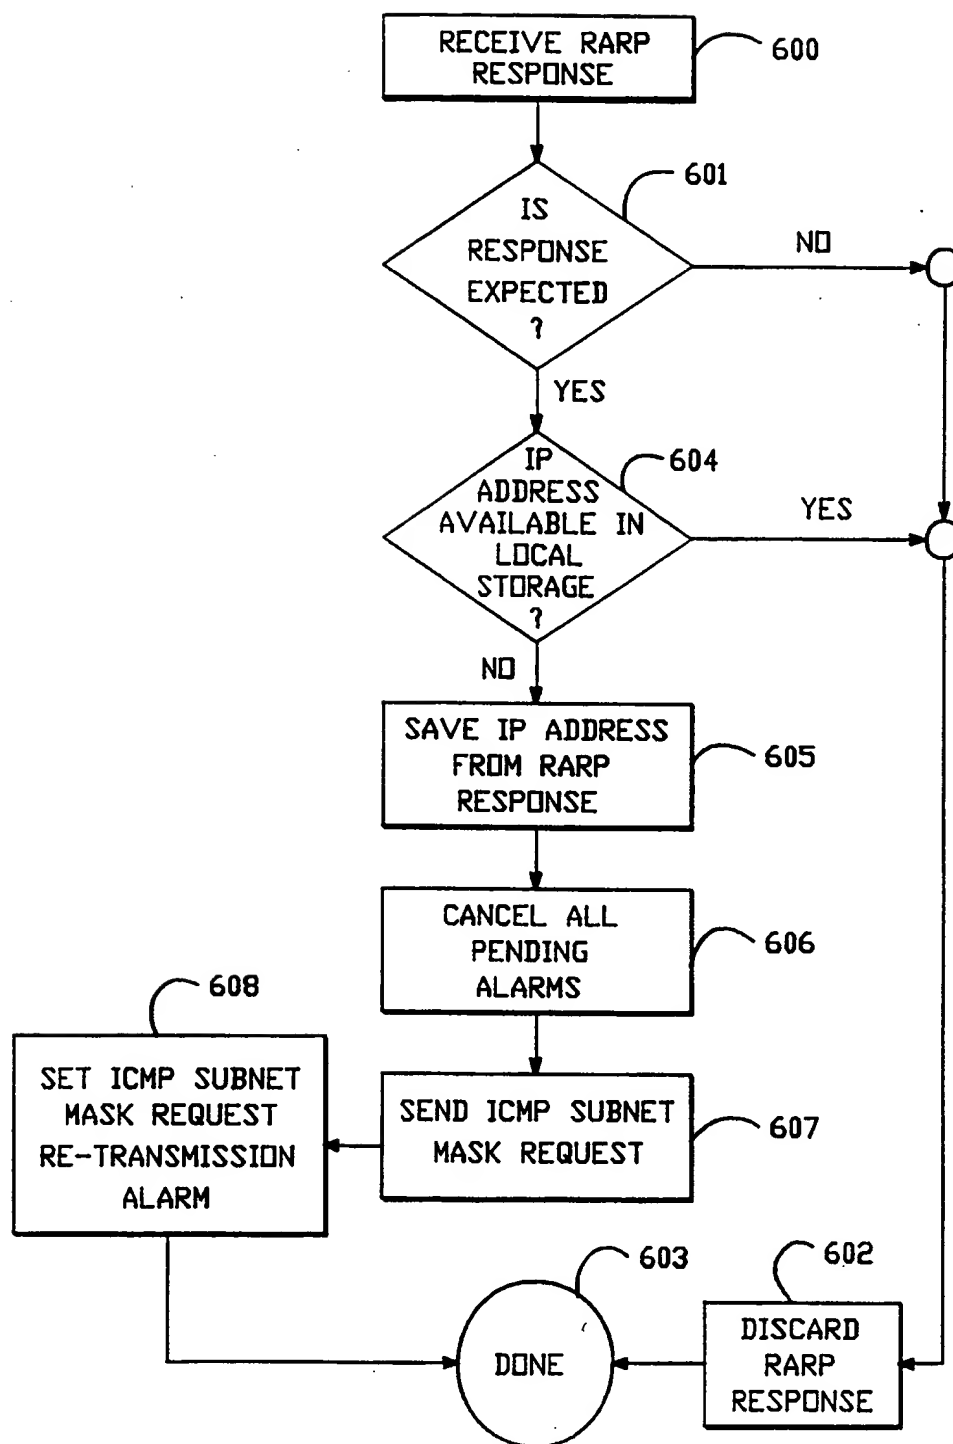 RECEIVE RARP
RESPONSE
600
601
IS
RESPONSE
EXPECTED
?
NO
YES
604
IP
ADDRESS
AVAILABLE IN
LOCAL
STORAGE
?
YES
NO
SAVE IP ADDRESS
FROM RARP
RESPONSE
605
CANCEL ALL
PENDING
ALARMS
606
608
SET ICMP SUBNET
MASK REQUEST
RE-TRANSMISSION
ALARM
SEND ICMP SUBNET
MASK REQUEST
607
603
DONE
602
DISCARD
RARP
RESPONSE